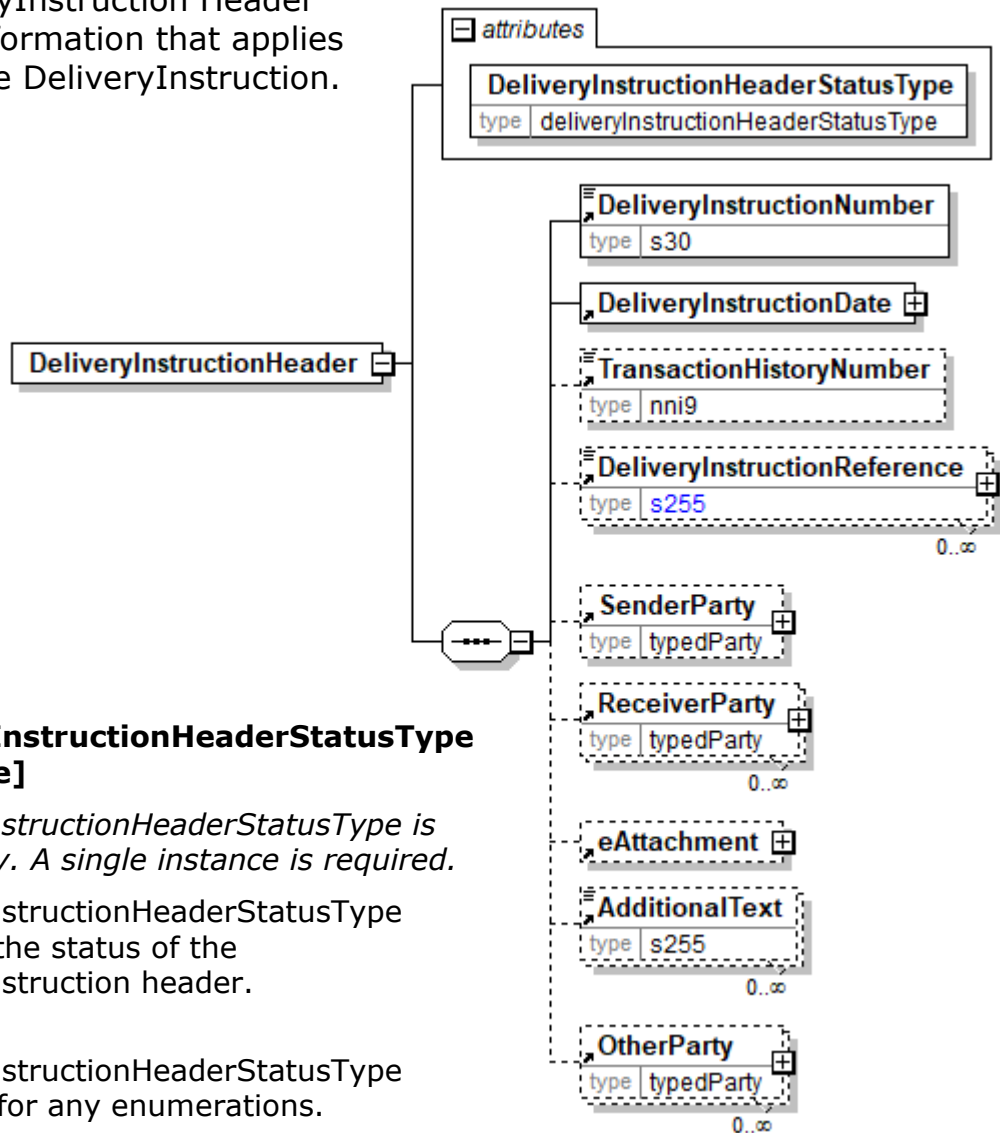 yInstruction Header
formation that applies
e DeliveryInstruction.
attributes
DeliveryInstructionHeaderStatusType
type deliveryInstructionHeaderStatusType
DeliveryInstructionNumber
type s30
DeliveryInstructionDate
DeliveryInstructionHeader
TransactionHistoryNumber
type nni9
DeliveryInstructionReference
type s255
0..∞
SenderParty
type typedParty
ReceiverParty
type typedParty
0..∞
eAttachment
AdditionalText
type s255
0..∞
OtherParty
type typedParty
0..∞
InstructionHeaderStatusType
e]
structionHeaderStatusType is
y. A single instance is required.
structionHeaderStatusType
the status of the
struction header.
structionHeaderStatusType
for any enumerations.